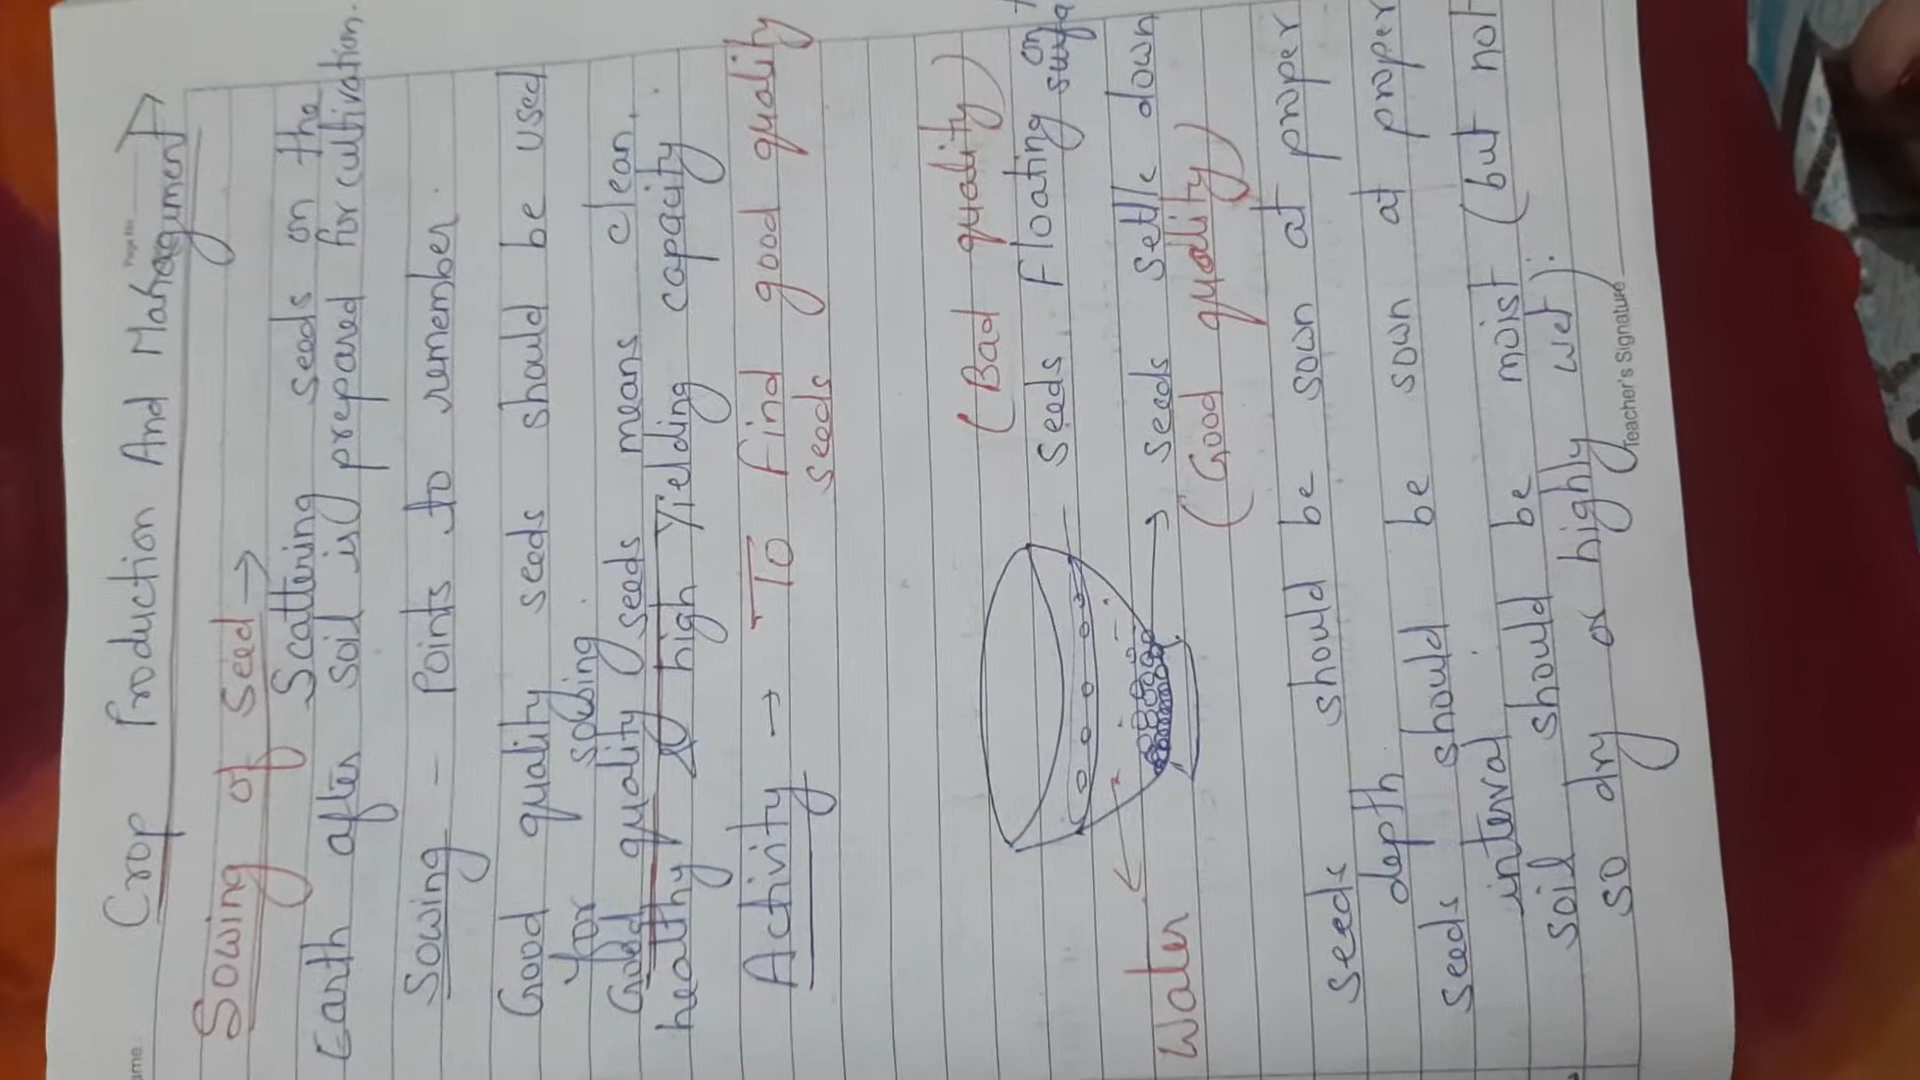 Page No.
Crop Production And Management
Sowing of Seed →
Scattering seeds on the
Earth after soil is prepared for cultivation.
Sowing - Points to remember.
Good quality seeds should be used
for sowing
Good quality seeds means clean,
healthy & high Yielding capacity.
Activity → To find good quality
seeds
(Bad quality)
Seeds floating on
surfa
→ seeds settle down
(Good quality)
Water
Seeds should be sown at proper
depth
Seeds should be sown at proper
interval
Soil should be moist (but not
so dry or highly wet).
Teacher's Signature